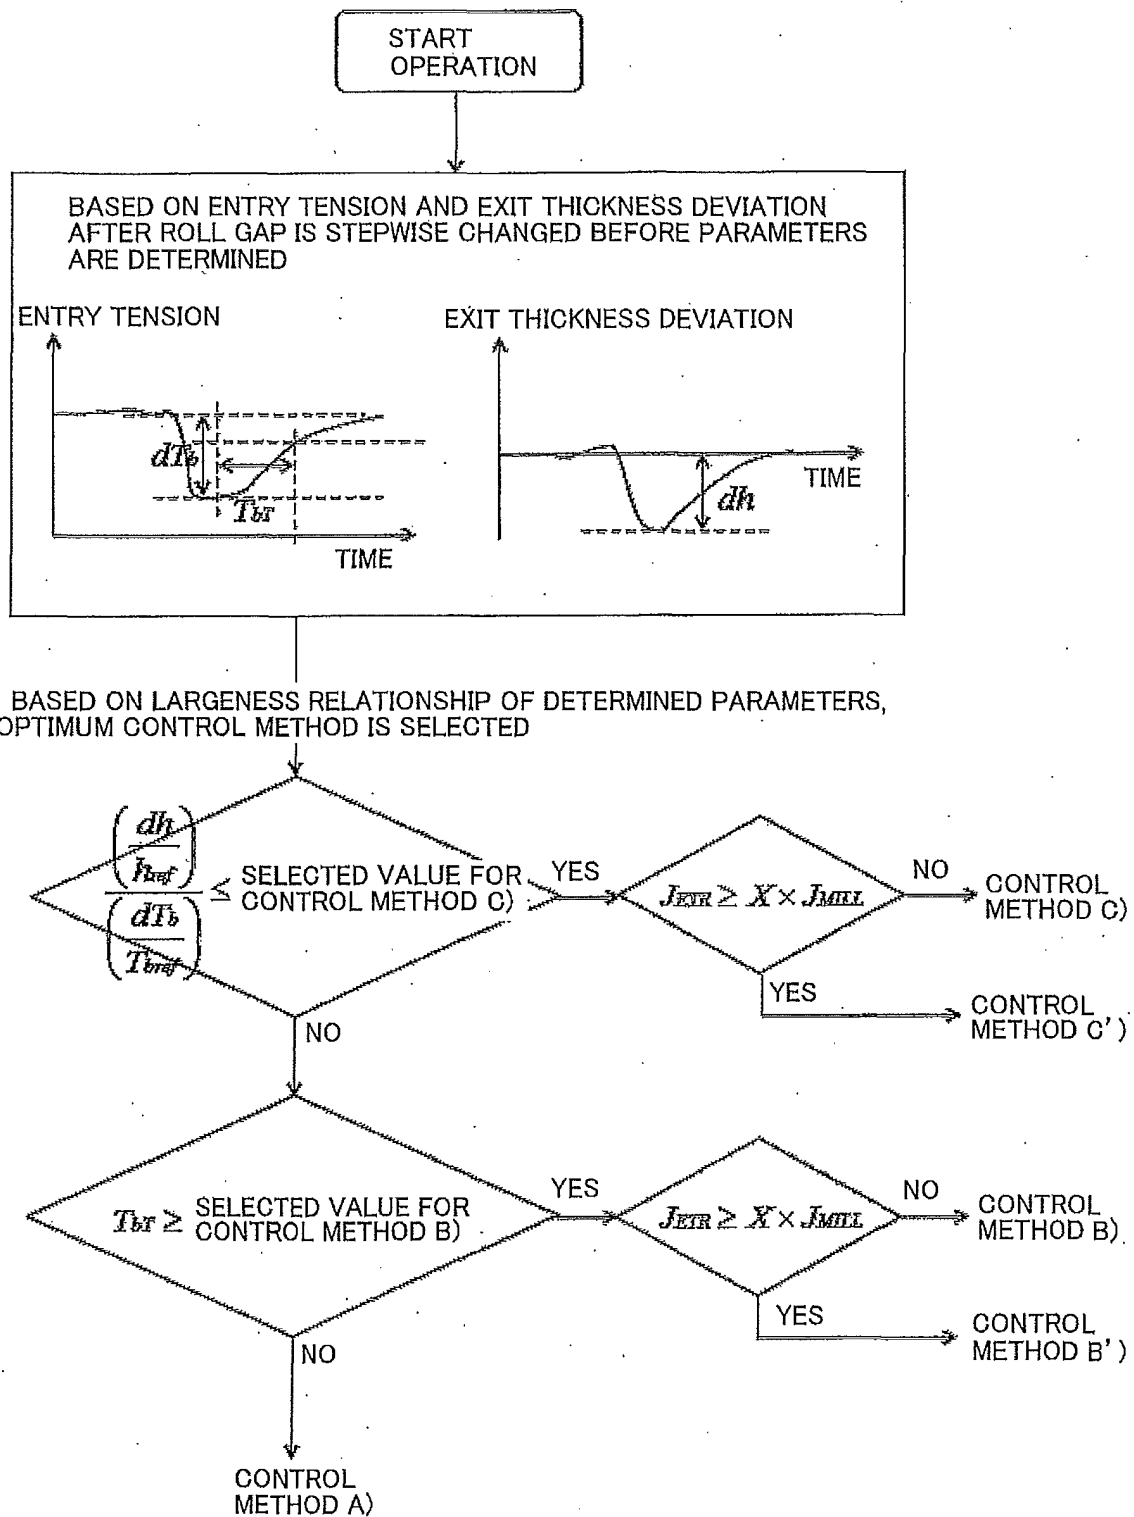 START
OPERATION
BASED ON ENTRY TENSION AND EXIT THICKNESS DEVIATION
AFTER ROLL GAP IS STEPWISE CHANGED BEFORE PARAMETERS
ARE DETERMINED
ENTRY TENSION
EXIT THICKNESS DEVIATION
dTb
TbT
TIME
dh
TIME
BASED ON LARGENESS RELATIONSHIP OF DETERMINED PARAMETERS,
OPTIMUM CONTROL METHOD IS SELECTED
(dh/href)/(dTb/Tbref) ≤ SELECTED VALUE FOR
CONTROL METHOD C)
YES
JETR ≥ X × JMILL
NO
CONTROL
METHOD C)
YES
CONTROL
METHOD C')
NO
TbT ≥ SELECTED VALUE FOR
CONTROL METHOD B)
YES
JETR ≥ X × JMILL
NO
CONTROL
METHOD B)
YES
CONTROL
METHOD B')
NO
CONTROL
METHOD A)